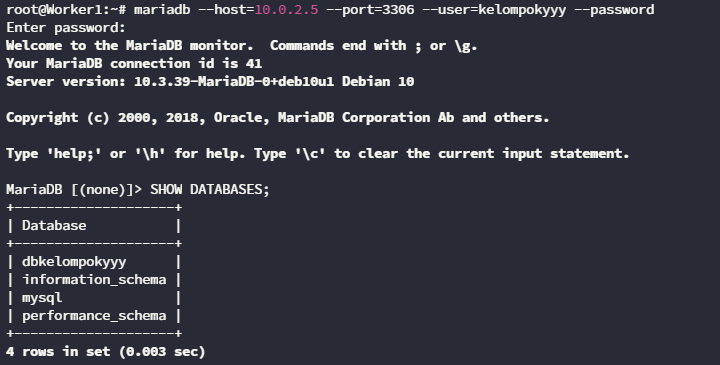 root@Worker1:~# mariadb --host=10.0.2.5 --port=3306 --user=kelompokyyy --password
Enter password:
Welcome to the MariaDB monitor.  Commands end with ; or \g.
Your MariaDB connection id is 41
Server version: 10.3.39-MariaDB-0+deb10u1 Debian 10

Copyright (c) 2000, 2018, Oracle, MariaDB Corporation Ab and others.

Type 'help;' or '\h' for help. Type '\c' to clear the current input statement.

MariaDB [(none)]> SHOW DATABASES;
+--------------------+
| Database           |
+--------------------+
| dbkelompokyyy      |
| information_schema |
| mysql              |
| performance_schema |
+--------------------+
4 rows in set (0.003 sec)